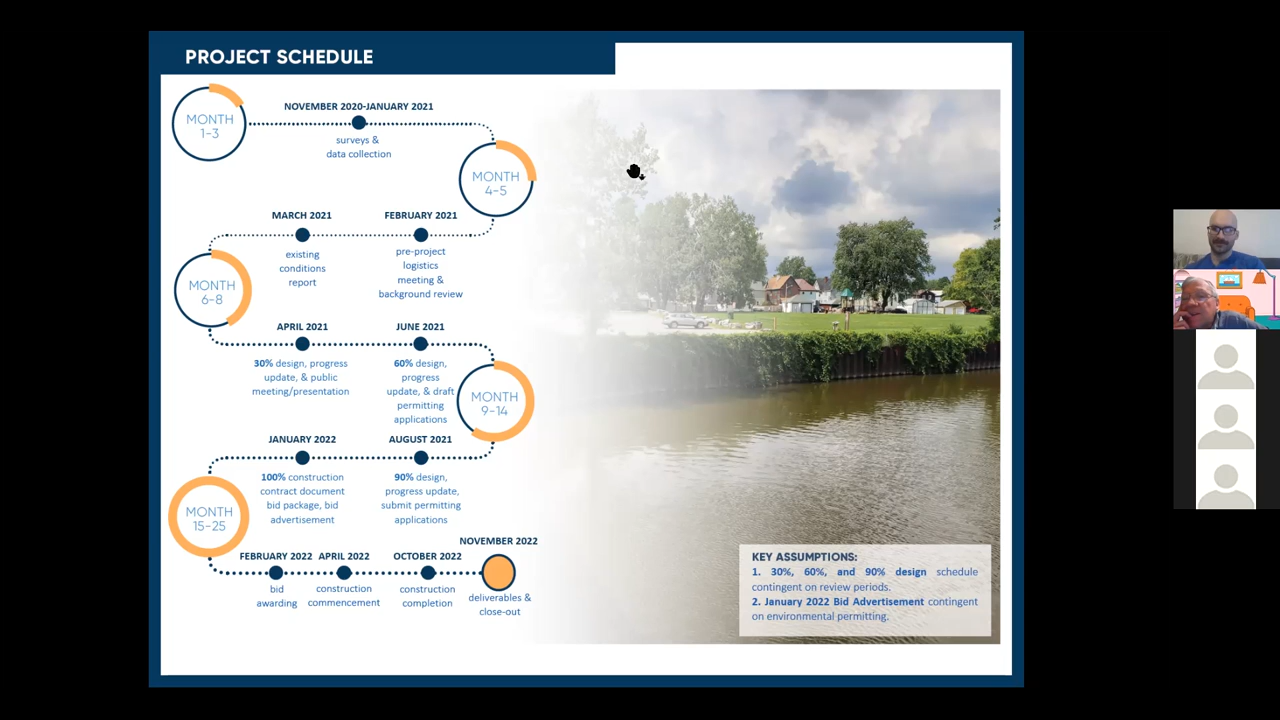 PROJECT SCHEDULE
MONTH
1-3
NOVEMBER 2020-JANUARY 2021
surveys &
data collection
MONTH
4-5
MARCH 2021
existing
conditions
report
FEBRUARY 2021
pre-project
logistics
meeting &
background review
MONTH
6-8
APRIL 2021
30% design, progress
update, & public
meeting/presentation
JUNE 2021
60% design,
progress
update, & draft
permitting
applications
MONTH
9-14
JANUARY 2022
100% construction
contract document
bid package, bid
advertisement
AUGUST 2021
90% design,
progress update,
submit permitting
applications
MONTH
15-25
FEBRUARY 2022
bid
awarding
APRIL 2022
construction
commencement
OCTOBER 2022
construction
completion
NOVEMBER 2022
deliverables &
close-out
KEY ASSUMPTIONS:
1. 30%, 60%, and 90% design schedule
contingent on review periods.
2. January 2022 Bid Advertisement contingent
on environmental permitting.